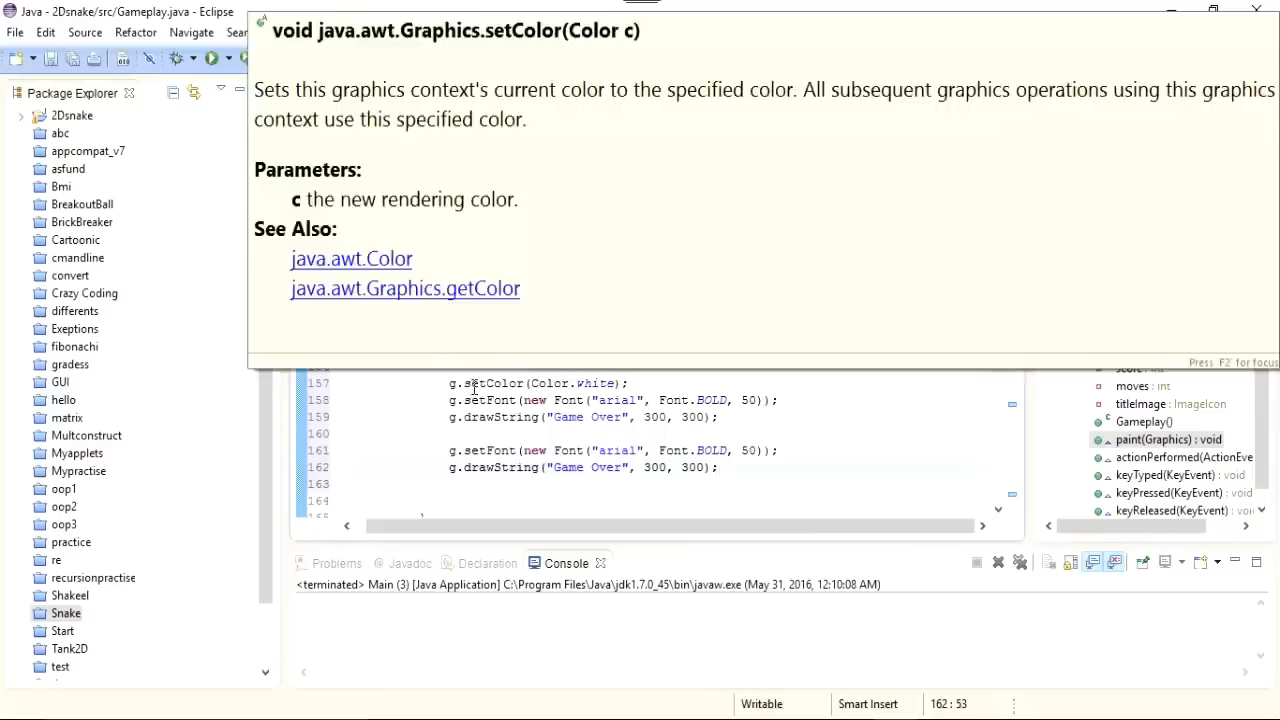 Java - 2Dsnake/src/Gameplay.java - Eclipse
File Edit Source Refactor Navigate
void java.awt.Graphics.setColor(Color c)
Sets this graphics context's current color to the specified color. All subsequent graphics operations using this graphics
context use this specified color.
Parameters:
c the new rendering color.
See Also:
java.awt.Color
java.awt.Graphics.getColor
Press 'F2' for focus
Package Explorer
2Dsnake
abc
appcompat_v7
asfund
Bmi
BreakoutBall
BrickBreaker
Cartoonic
cmandline
convert
Crazy Coding
differents
Exeptions
fibonachi
gradess
GUI
hello
matrix
Multconstruct
Myapplets
Mypractise
oop1
oop2
oop3
practice
re
recursionpractise
Shakeel
Snake
Start
Tank2D
test
157 g.setColor(Color.white);
158 g.setFont(new Font("arial", Font.BOLD, 50));
159 g.drawString("Game Over", 300, 300);
160
161 g.setFont(new Font("arial", Font.BOLD, 50));
162 g.drawString("Game Over", 300, 300);
163
164
moves : int
titleImage : ImageIcon
Gameplay()
paint(Graphics) : void
actionPerformed(ActionEve
keyTyped(KeyEvent) : void
keyPressed(KeyEvent) : void
keyReleased(KeyEvent) : voi
Problems Javadoc Declaration Console
<terminated> Main (3) [Java Application] C:\Program Files\Java\jdk1.7.0_45\bin\javaw.exe (May 31, 2016, 12:10:08 AM)
Writable Smart Insert 162 : 53